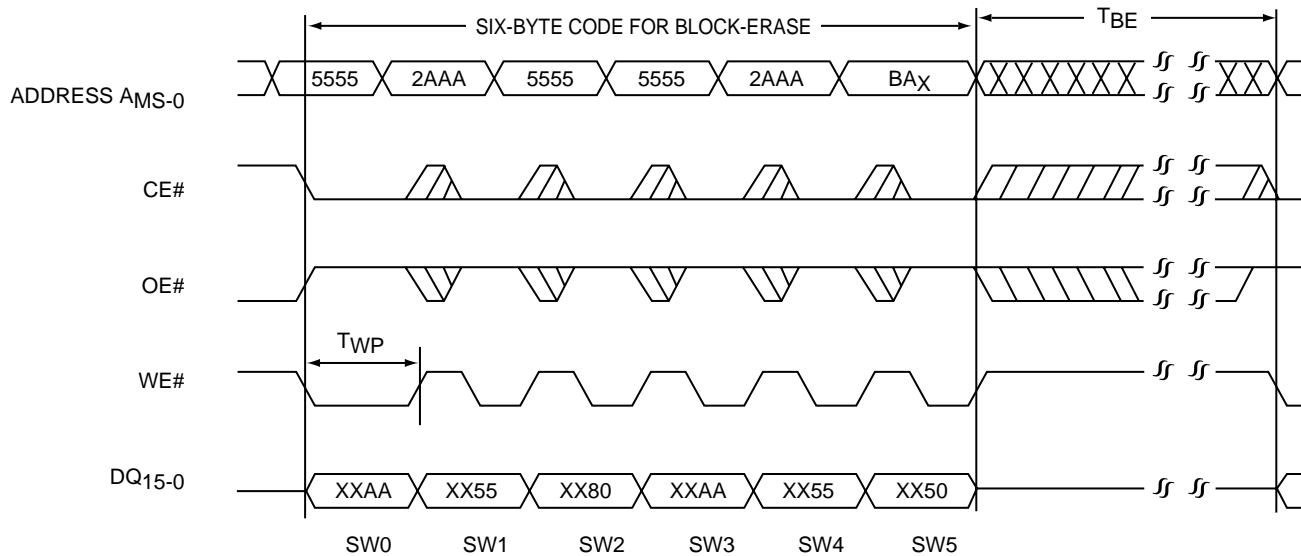 SIX-BYTE CODE FOR BLOCK-ERASE TBE
ADDRESS AMS-0 5555 2AAA 5555 5555 2AAA BAX
CE#
OE#
TWP
WE#
DQ15-0 XXAA XX55 XX80 XXAA XX55 XX50
SW0 SW1 SW2 SW3 SW4 SW5